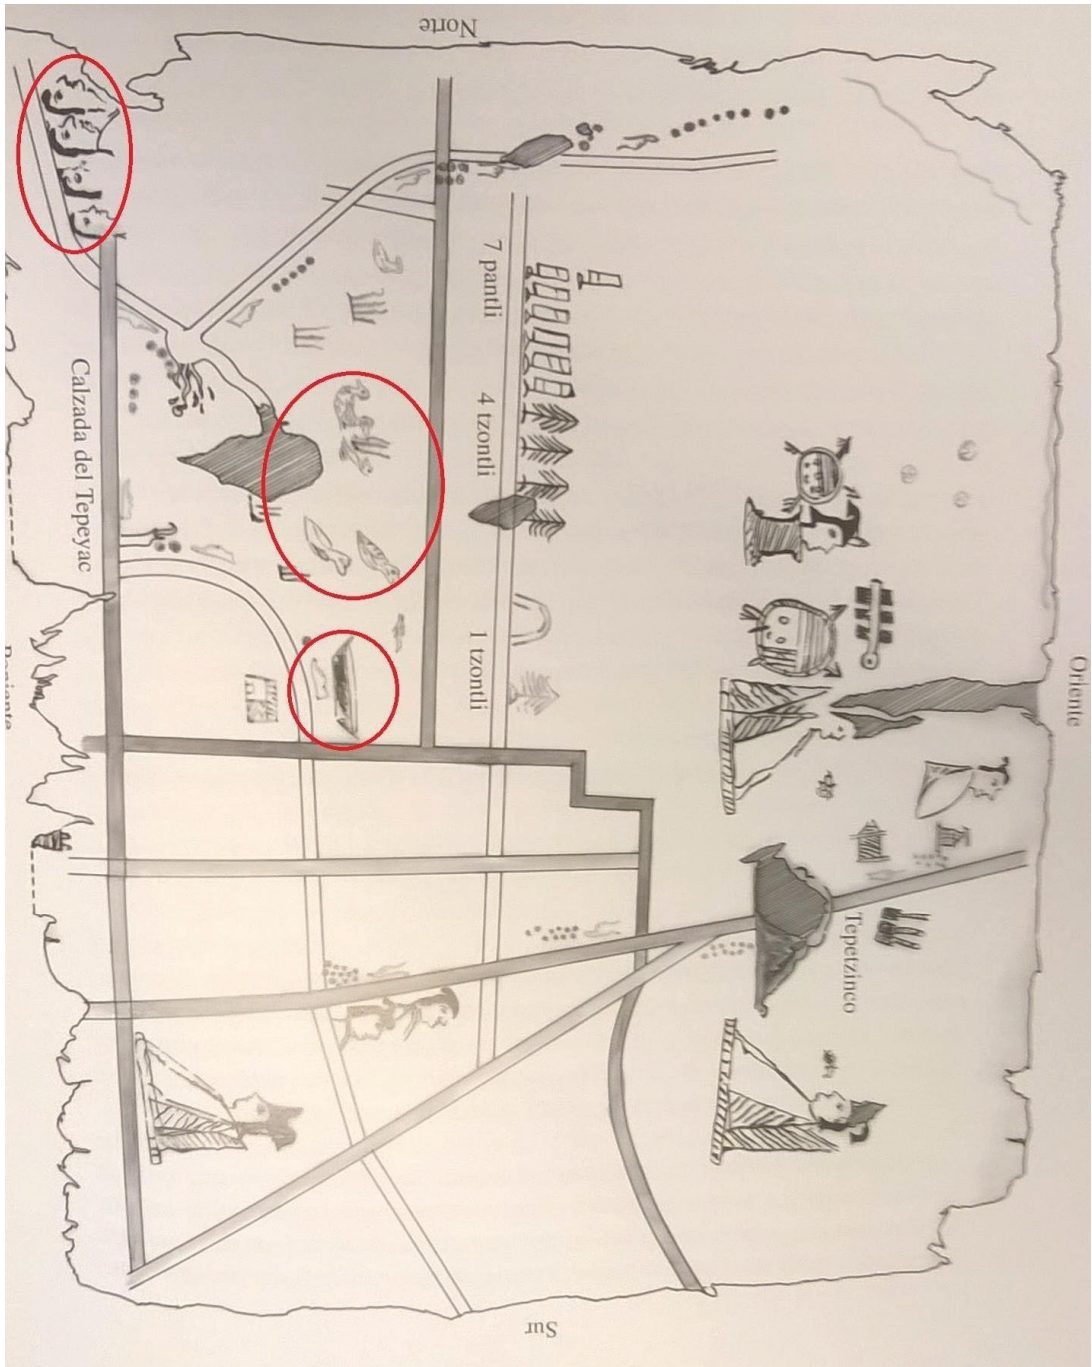 Norte
Oriente
7 pantli
4 tzontli
1 tzontli
Calzada del Tepeyac
Tepetzinco
Sur